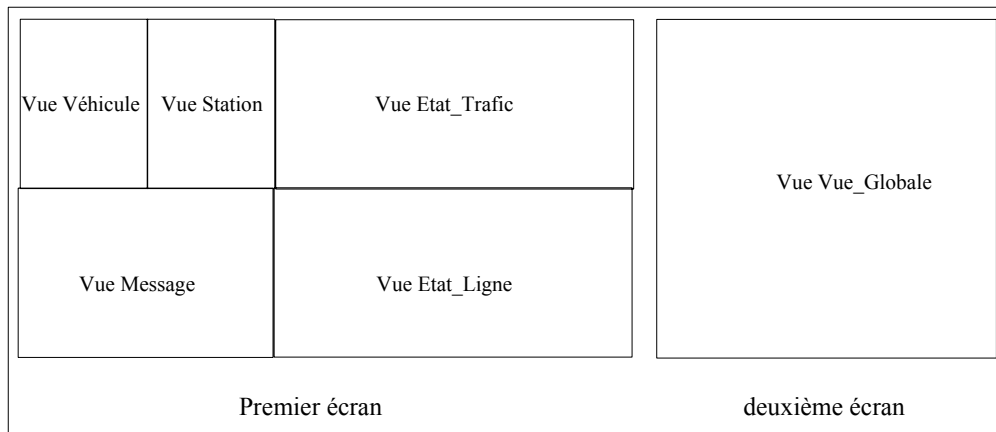 Vue Véhicule
Vue Station
Vue Etat_Trafic
Vue Vue_Globale
Vue Message
Vue Etat_Ligne
Premier écran
deuxième écran